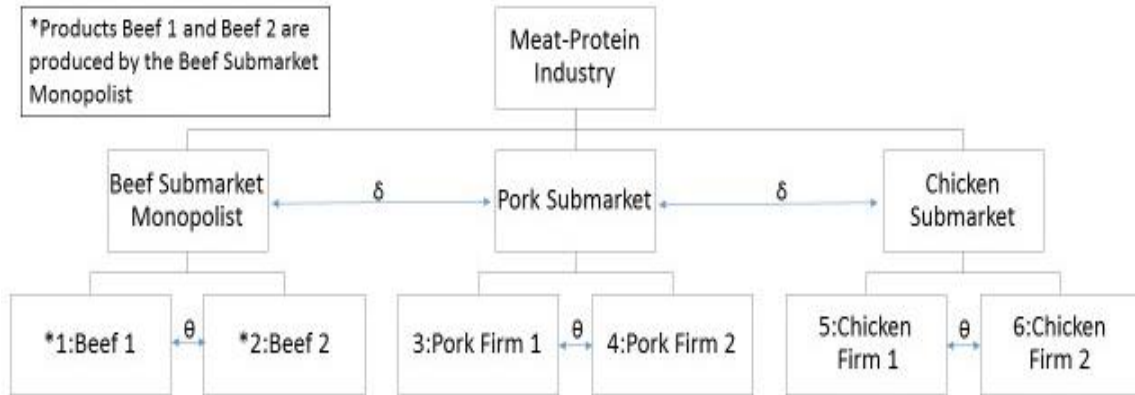 *Products Beef 1 and Beef 2 are
produced by the Beef Submarket
Monopolist
Meat-Protein
Industry
Beef Submarket
Monopolist
δ
Pork Submarket
δ
Chicken
Submarket
*1:Beef 1
θ
*2:Beef 2
3:Pork Firm 1
θ
4:Pork Firm 2
5:Chicken
Firm 1
θ
6:Chicken
Firm 2